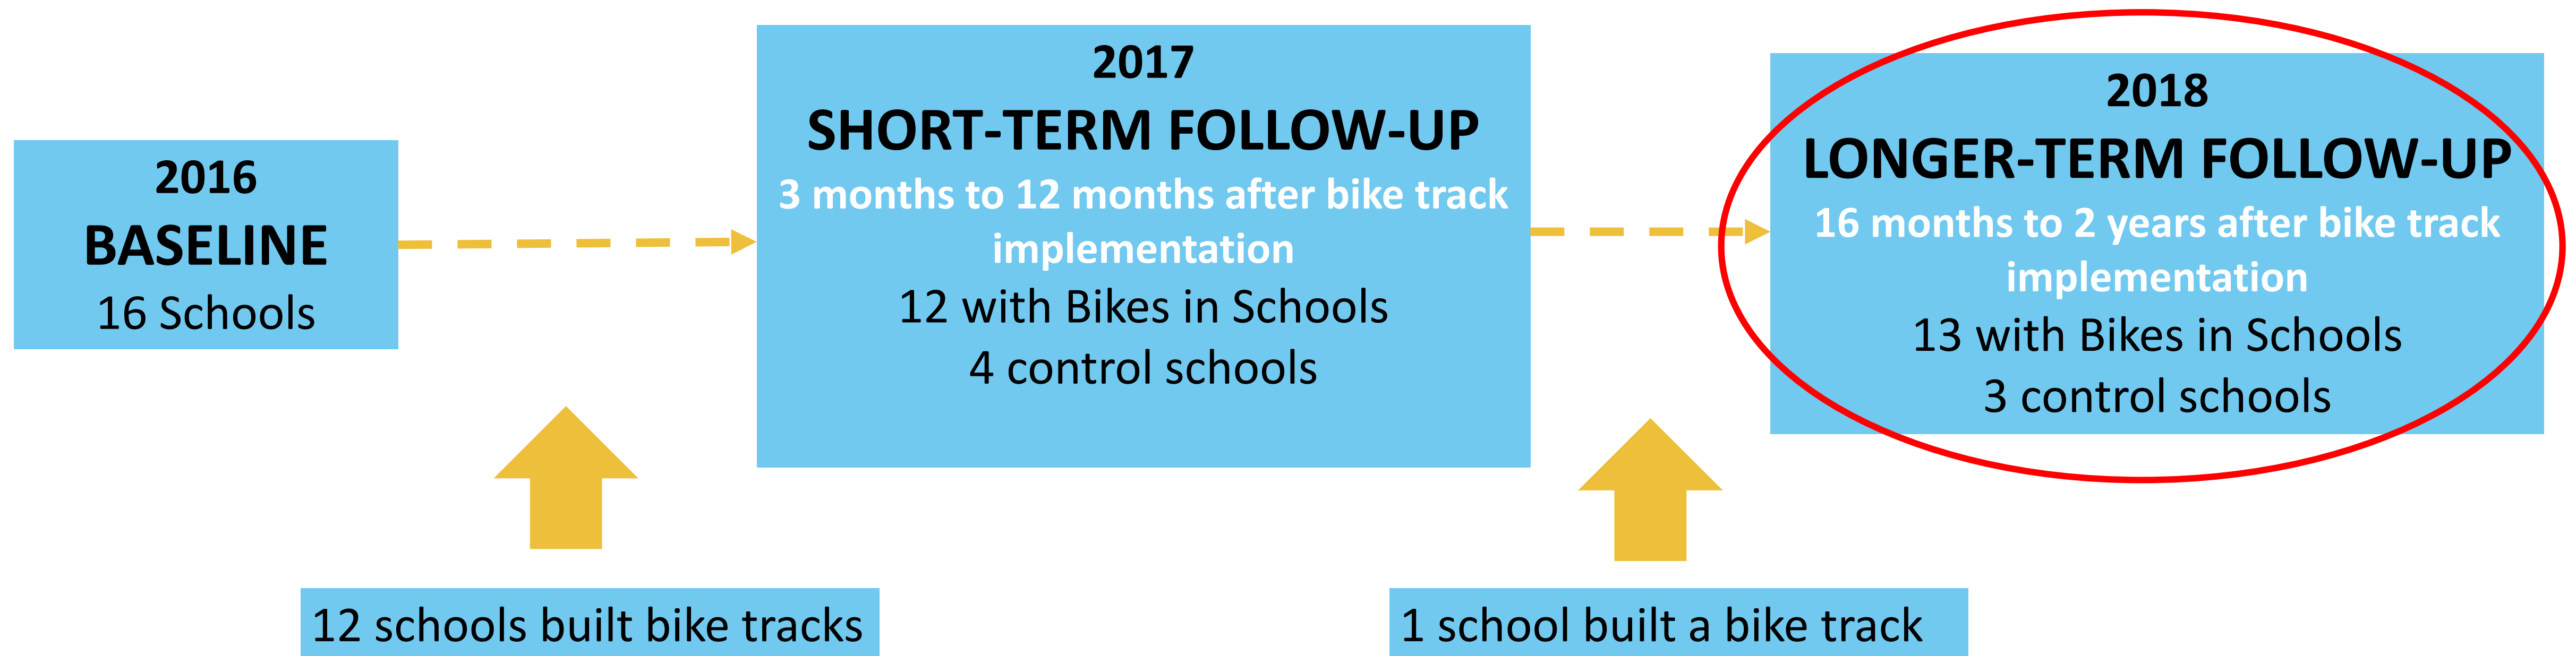 2016
BASELINE
16 Schools
2017
SHORT-TERM FOLLOW-UP
3 months to 12 months after bike track
implementation
12 with Bikes in Schools
4 control schools
2018
LONGER-TERM FOLLOW-UP
16 months to 2 years after bike track
implementation
13 with Bikes in Schools
3 control schools
12 schools built bike tracks
1 school built a bike track